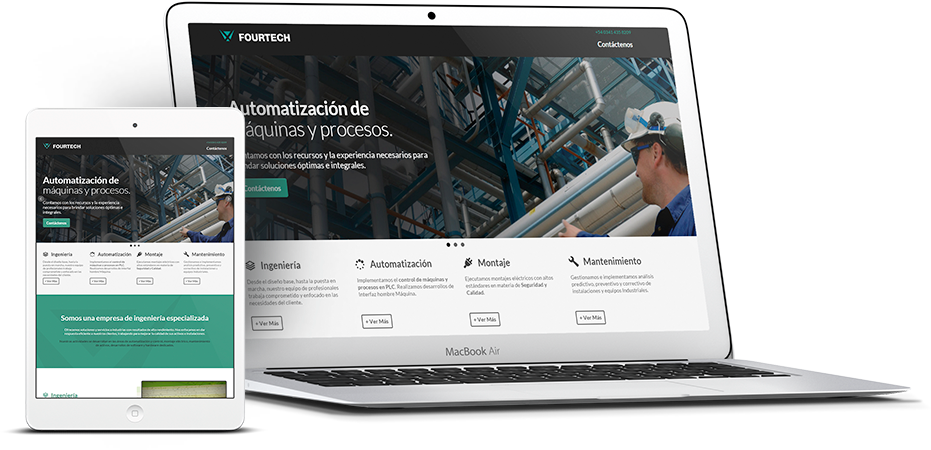 FOURTECH
Contáctenos
Automatización de
máquinas y procesos.
Contamos con los recursos y la experiencia
necesarios para brindar soluciones óptimas e
integrales.
Contáctenos
Ingeniería
Automatización
Montaje
Mantenimiento
+ Ver Más
+ Ver Más
+ Ver Más
+ Ver Más
Somos una empresa de ingeniería especializada
Ingeniería
FOURTECH
Contáctenos
Automatización de
áquinas y procesos.
ntamos con los recursos y la experiencia necesarios para
ndar soluciones óptimas e integrales.
Contáctenos
Ingeniería
Desde el diseño base, hasta la puesta en
marcha, nuestro equipo de profesionales
trabaja comprometido y enfocado en las
necesidades del cliente.
+ Ver Más
Automatización
Implementamos el control de máquinas
y procesos en PLC. Realizamos desarrollos de
Interfaz hombre Máquina.
+ Ver Más
Montaje
Ejecutamos montajes eléctricos con altos
estándares en materia de Seguridad y
Calidad.
+ Ver Más
Mantenimiento
Gestionamos e implementamos análisis
predictivo, preventivo y correctivo de
instalaciones y equipos Industriales.
+ Ver Más
MacBook Air